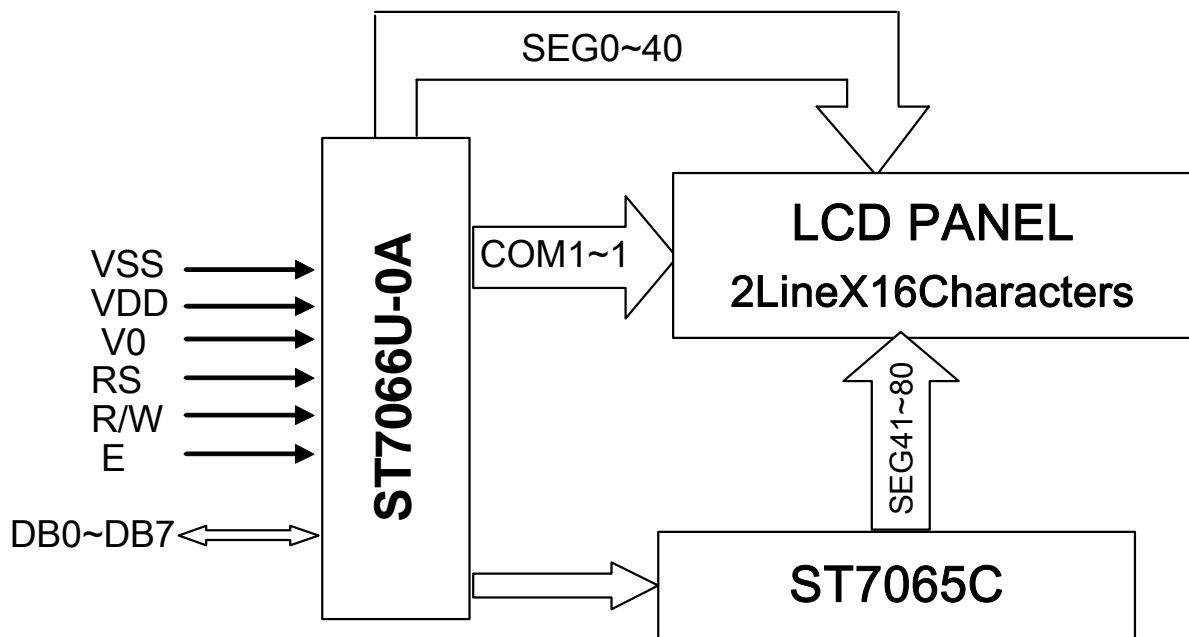 SEG0~40
ST7066U-0A
COM1~1
LCD PANEL
2LineX16Characters
VSS
VDD
V0
RS
R/W
E
DB0~DB7
SEG41~80
ST7065C